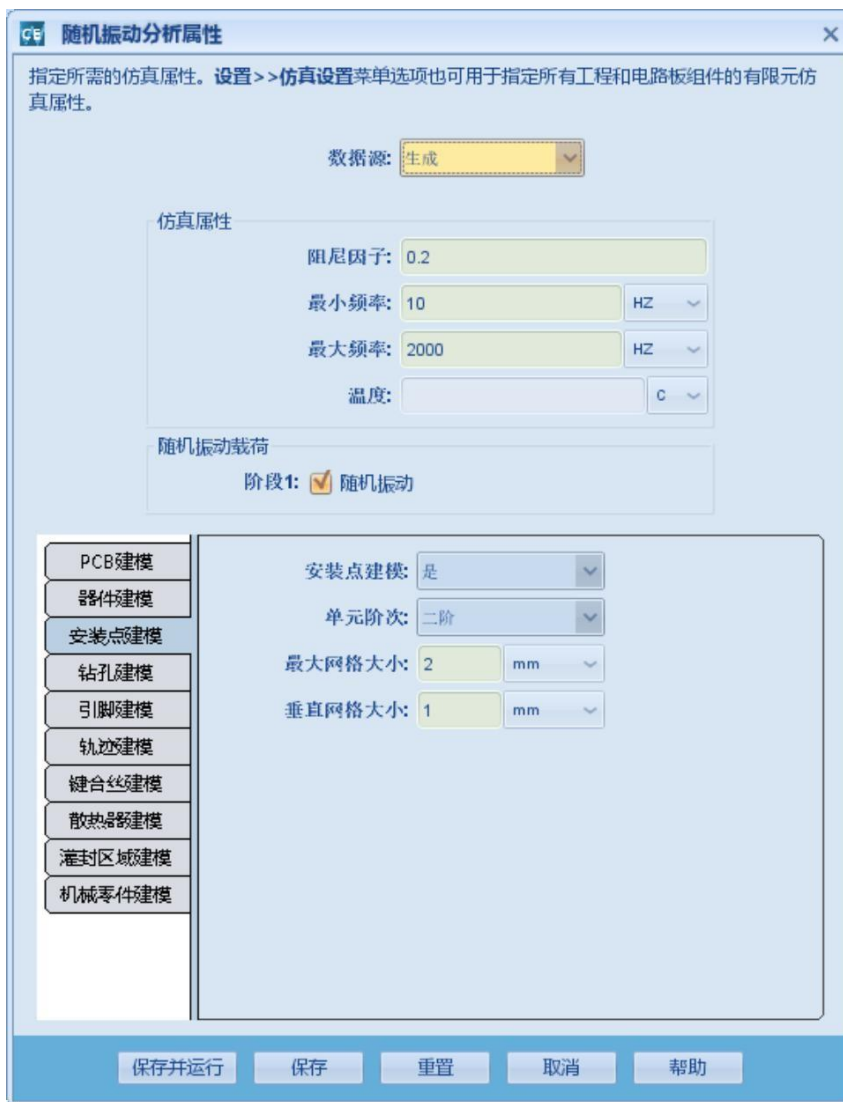 随机振动分析属性
指定所需的仿真属性。设置>>仿真设置菜单选项也可用于指定所有工程和电路板组件的有限元仿
真属性。
数据源: 生成
仿真属性
阻尼因子: 0.2
最小频率: 10 HZ
最大频率: 2000 HZ
温度: C
随机振动载荷
阶段1: 随机振动
PCB建模
器件建模
安装点建模
钻孔建模
引脚建模
轨迹建模
键合丝建模
散热器建模
灌封区域建模
机械零件建模
安装点建模: 是
单元阶次: 二阶
最大网格大小: 2 mm
垂直网格大小: 1 mm
保存并运行 保存 重置 取消 帮助